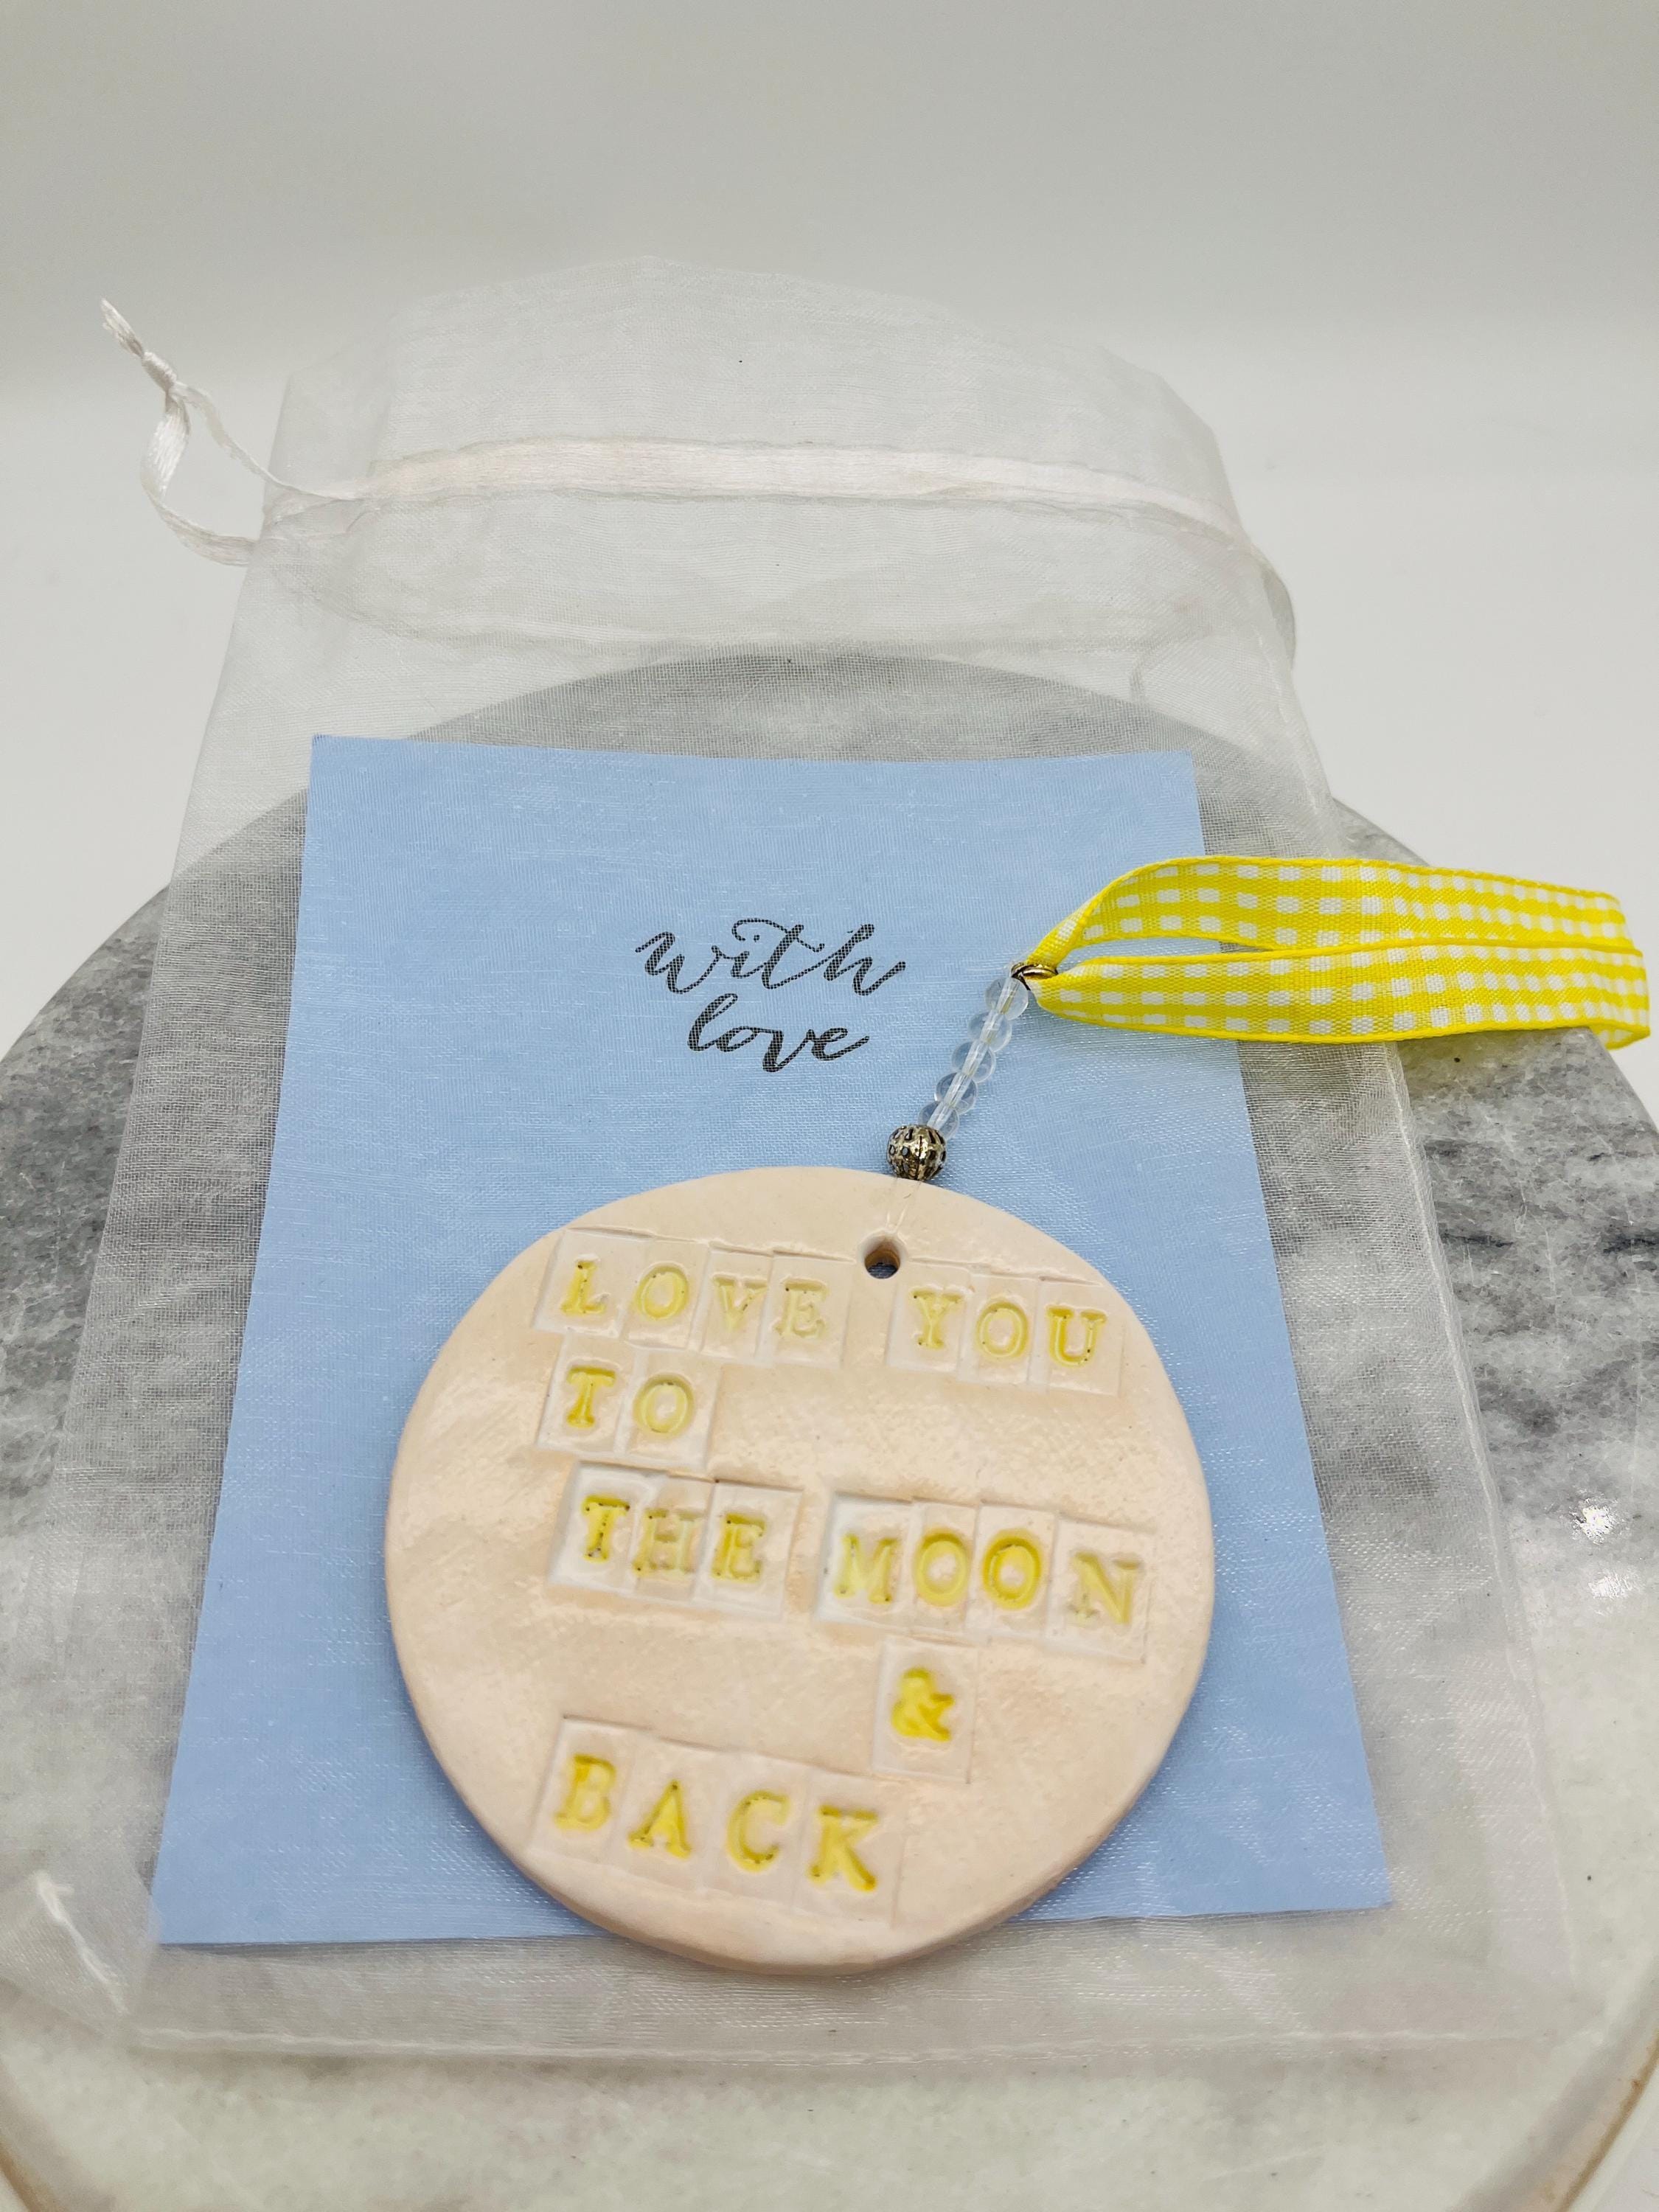 with
love
LOVE YOU
TO
THE MOON
&
BACK